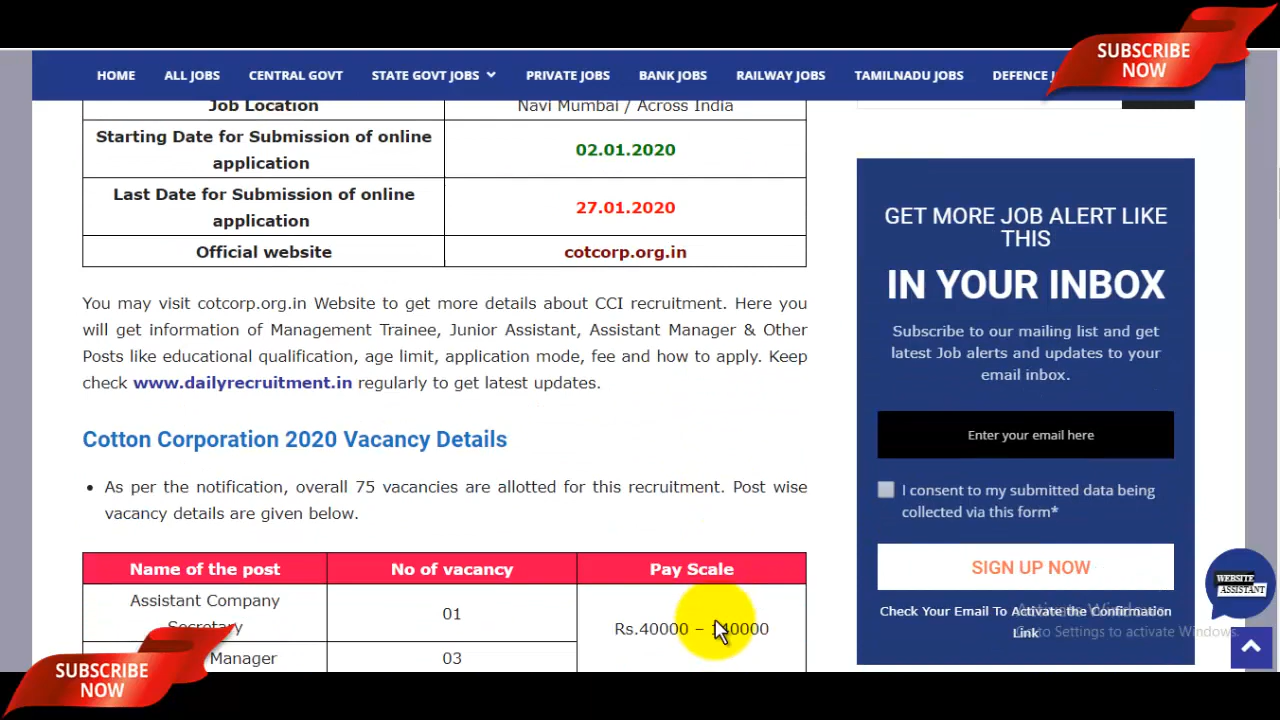 SUBSCRIBE
NOW
HOME
ALL JOBS
CENTRAL GOVT
STATE GOVT JOBS
PRIVATE JOBS
BANK JOBS
RAILWAY JOBS
TAMILNADU JOBS
DEFENCE
Job Location
Navi Mumbai / Across India
Starting Date for Submission of online
application
02.01.2020
Last Date for Submission of online
application
27.01.2020
Official website
cotcorp.org.in
You may visit cotcorp.org.in Website to get more details about CCI recruitment. Here you
will get information of Management Trainee, Junior Assistant, Assistant Manager & Other
Posts like educational qualification, age limit, application mode, fee and how to apply. Keep
check www.dailyrecruitment.in regularly to get latest updates.
Cotton Corporation 2020 Vacancy Details
• As per the notification, overall 75 vacancies are allotted for this recruitment. Post wise
vacancy details are given below.
Name of the post
No of vacancy
Pay Scale
Assistant Company
Secretary
01
Rs.40000 –
Manager
03
GET MORE JOB ALERT LIKE
THIS
IN YOUR INBOX
Subscribe to our mailing list and get
latest Job alerts and updates to your
email inbox.
Enter your email here
I consent to my submitted data being
collected via this form*
SIGN UP NOW
Check Your Email To Activate the Confirmation
Link
Activate Windows
Go to Settings to activate Windows.
WEBSITE
ASSISTANT
SUBSCRIBE
NOW